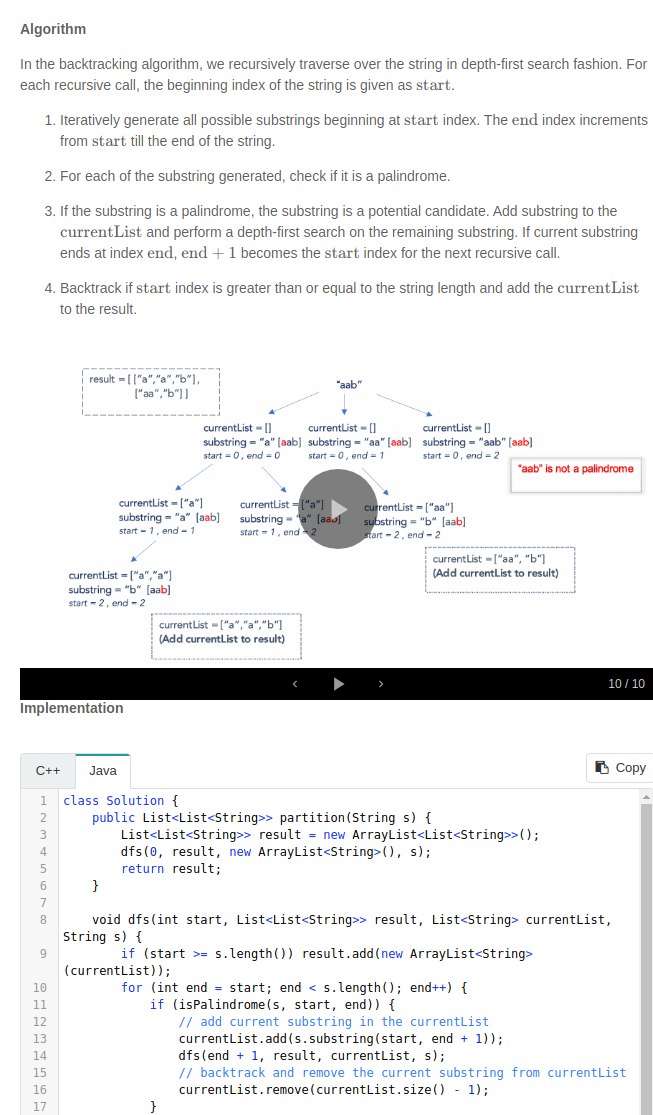 Algorithm
In the backtracking algorithm, we recursively traverse over the string in depth-first search fashion. For
each recursive call, the beginning index of the string is given as start.
1. Iteratively generate all possible substrings beginning at start index. The end index increments
from start till the end of the string.
2. For each of the substring generated, check if it is a palindrome.
3. If the substring is a palindrome, the substring is a potential candidate. Add substring to the
currentList and perform a depth-first search on the remaining substring. If current substring
ends at index end, end + 1 becomes the start index for the next recursive call.
4. Backtrack if start index is greater than or equal to the string length and add the currentList
to the result.
result = [["a","a","b"],
["aa","b"]]
"aab"
currentList = [] currentList = [] currentList = []
substring = "a" [aab] substring = "aa" [aab] substring = "aab" [aab]
start = 0, end = 0 start = 0, end = 1 start = 0, end = 2
"aab" is not a palindrome
currentList = ["a"] currentList = ["a"] currentList = ["aa"]
substring = "a" [aab] substring = "a" [aab] substring = "b" [aab]
start = 1, end = 1 start = 1, end = 2 start = 2, end = 2
currentList = ["aa", "b"]
(Add currentList to result)
currentList = ["a","a"]
substring = "b" [aab]
start = 2, end = 2
currentList = ["a","a","b"]
(Add currentList to result)
10 / 10
Implementation
C++ Java Copy
1 class Solution {
2 public List<List<String>> partition(String s) {
3 List<List<String>> result = new ArrayList<List<String>>();
4 dfs(0, result, new ArrayList<String>(), s);
5 return result;
6 }
7
8 void dfs(int start, List<List<String>> result, List<String> currentList,
String s) {
9 if (start >= s.length()) result.add(new ArrayList<String>
(currentList));
10 for (int end = start; end < s.length(); end++) {
11 if (isPalindrome(s, start, end)) {
12 // add current substring in the currentList
13 currentList.add(s.substring(start, end + 1));
14 dfs(end + 1, result, currentList, s);
15 // backtrack and remove the current substring from currentList
16 currentList.remove(currentList.size() - 1);
17 }